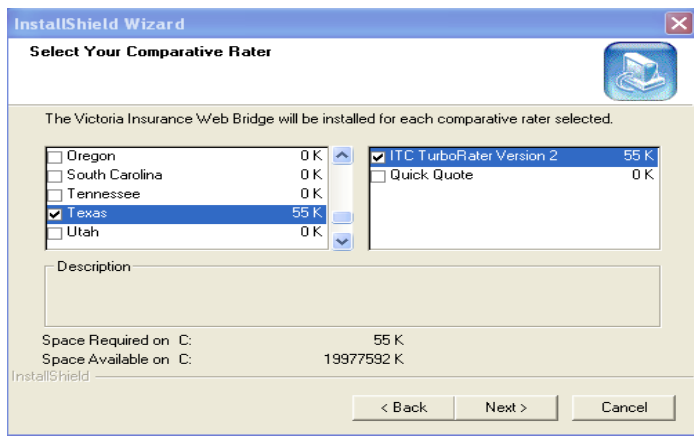 InstallShield Wizard
Select Your Comparative Rater
The Victoria Insurance Web Bridge will be installed for each comparative rater selected.
Oregon 0 K
South Carolina 0 K
Tennessee 0 K
Texas 55 K
Utah 0 K
ITC TurboRater Version 2 55 K
Quick Quote 0 K
Description
Space Required on C: 55 K
Space Available on C: 19977592 K
InstallShield
< Back Next > Cancel